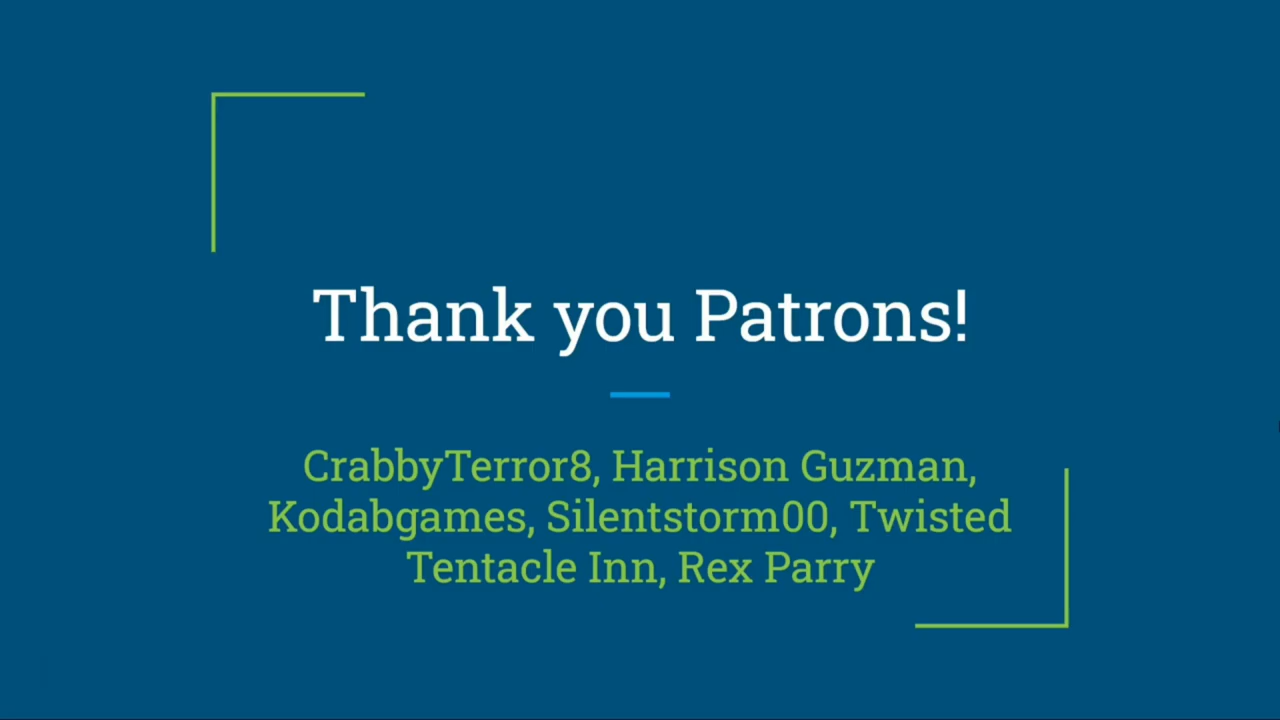 Thank you Patrons!
CrabbyTerror8, Harrison Guzman,
Kodabgames, Silentstorm00, Twisted
Tentacle Inn, Rex Parry